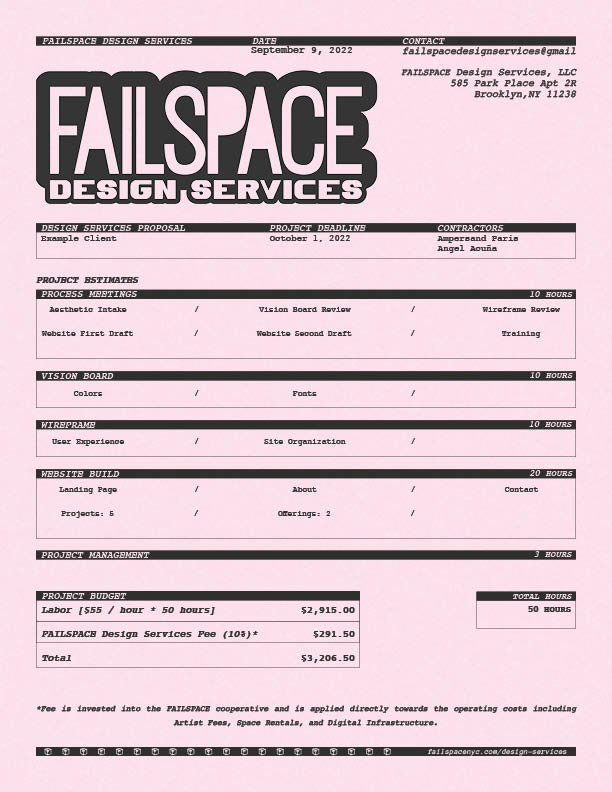 FAILSPACE DESIGN SERVICES DATE CONTACT
September 9, 2022 failspacedesignservices@gmail
FAILSPACE Design Services, LLC
585 Park Place Apt 2R
Brooklyn,NY 11238
FAILSPACE
DESIGN SERVICES
DESIGN SERVICES PROPOSAL PROJECT DEADLINE CONTRACTORS
Example Client October 1, 2022 Ampersand Paris
Angel Acuña
PROJECT ESTIMATES
PROCESS MEETINGS 10 HOURS
Aesthetic Intake / Vision Board Review / Wireframe Review
Website First Draft / Website Second Draft / Training
VISION BOARD 10 HOURS
Colors / Fonts /
WIREFRAME 10 HOURS
User Experience / Site Organization /
WEBSITE BUILD 20 HOURS
Landing Page / About / Contact
Projects: 5 / Offerings: 2 /
PROJECT MANAGEMENT 3 HOURS
PROJECT BUDGET TOTAL HOURS
Labor [$55 / hour * 50 hours] $2,915.00 50 HOURS
FAILSPACE Design Services Fee (10%)* $291.50
Total $3,206.50
*Fee is invested into the FAILSPACE cooperative and is applied directly towards the operating costs including
Artist Fees, Space Rentals, and Digital Infrastructure.
failspacenyc.com/design-services